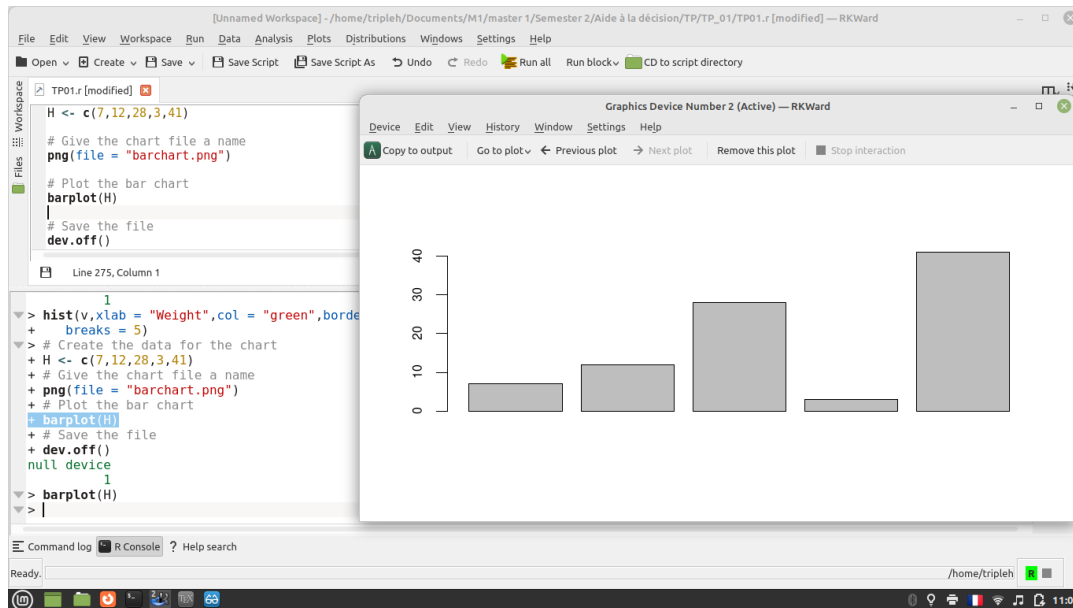 [Unnamed Workspace] - /home/tripleh/Documents/M1/master 1/Semester 2/Aide à la décision/TP/TP_01/TP01.r [modified] — RKWard
File Edit View Workspace Run Data Analysis Plots Distributions Windows Settings Help
Open Create Save Save Script Save Script As Undo Redo Run all Run block CD to script directory
Workspace
Files
TP01.r [modified]
H <- c(7,12,28,3,41)
# Give the chart file a name
png(file = "barchart.png")
# Plot the bar chart
barplot(H)
# Save the file
dev.off()
Line 275, Column 1
1
> hist(v,xlab = "Weight",col = "green",borde
+ breaks = 5)
> # Create the data for the chart
+ H <- c(7,12,28,3,41)
+ # Give the chart file a name
+ png(file = "barchart.png")
+ # Plot the bar chart
+ barplot(H)
+ # Save the file
+ dev.off()
null device
1
> barplot(H)
>
Graphics Device Number 2 (Active) — RKWard
Device Edit View History Window Settings Help
Copy to output Go to plot Previous plot Next plot Remove this plot Stop interaction
40
30
20
10
0
Command log R Console ? Help search
Ready.
/home/tripleh R
TEX
11:0